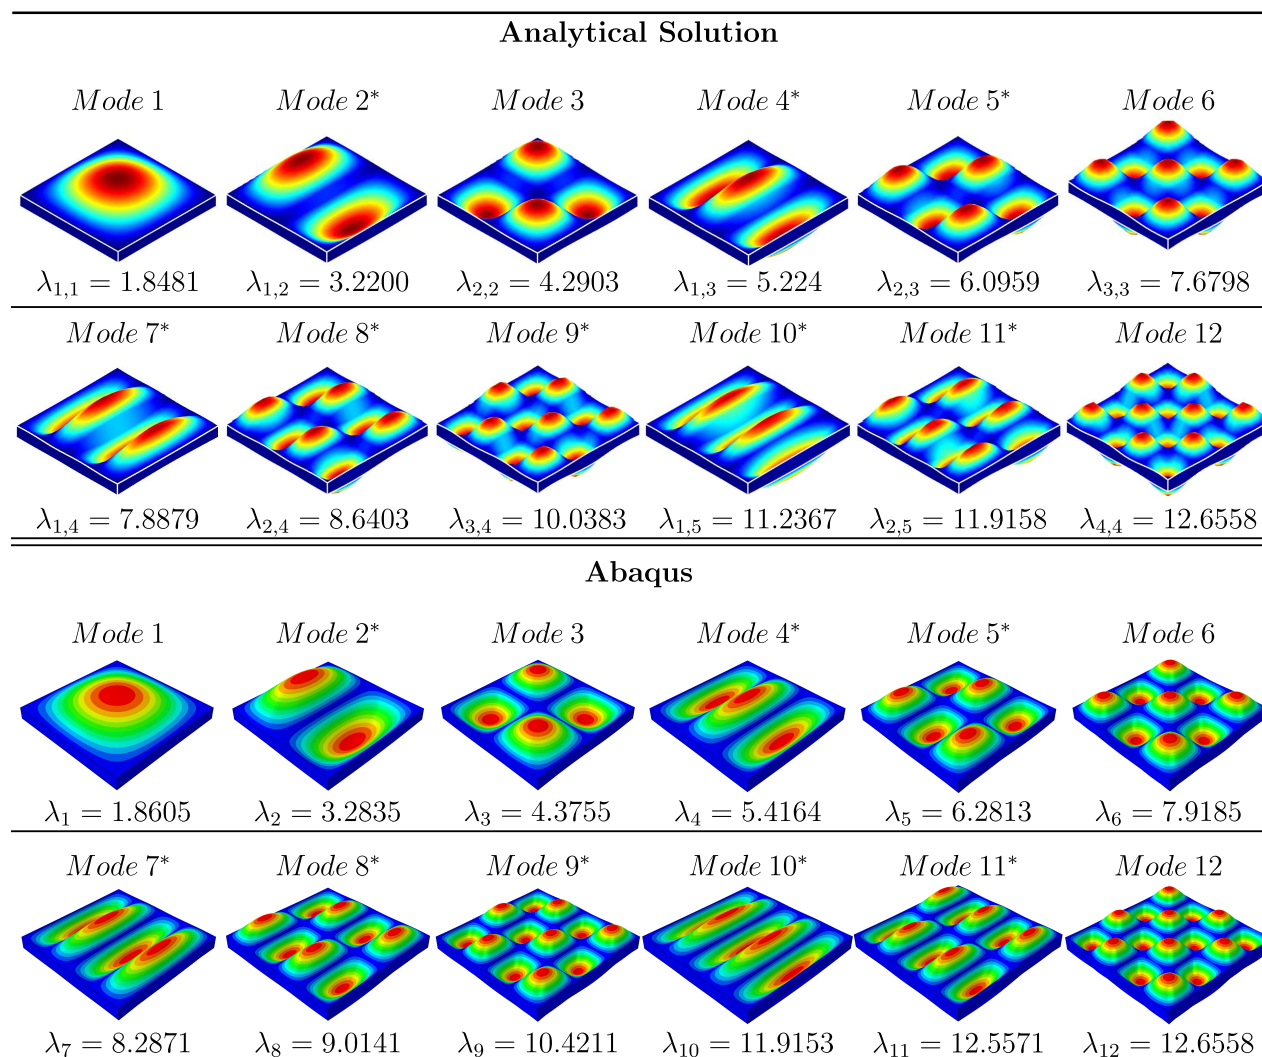 Analytical Solution
Mode 1 Mode 2* Mode 3 Mode 4* Mode 5* Mode 6
λ1,1 = 1.8481 λ1,2 = 3.2200 λ2,2 = 4.2903 λ1,3 = 5.224 λ2,3 = 6.0959 λ3,3 = 7.6798
Mode 7* Mode 8* Mode 9* Mode 10* Mode 11* Mode 12
λ1,4 = 7.8879 λ2,4 = 8.6403 λ3,4 = 10.0383 λ1,5 = 11.2367 λ2,5 = 11.9158 λ4,4 = 12.6558
Abaqus
Mode 1 Mode 2* Mode 3 Mode 4* Mode 5* Mode 6
λ1 = 1.8605 λ2 = 3.2835 λ3 = 4.3755 λ4 = 5.4164 λ5 = 6.2813 λ6 = 7.9185
Mode 7* Mode 8* Mode 9* Mode 10* Mode 11* Mode 12
λ7 = 8.2871 λ8 = 9.0141 λ9 = 10.4211 λ10 = 11.9153 λ11 = 12.5571 λ12 = 12.6558